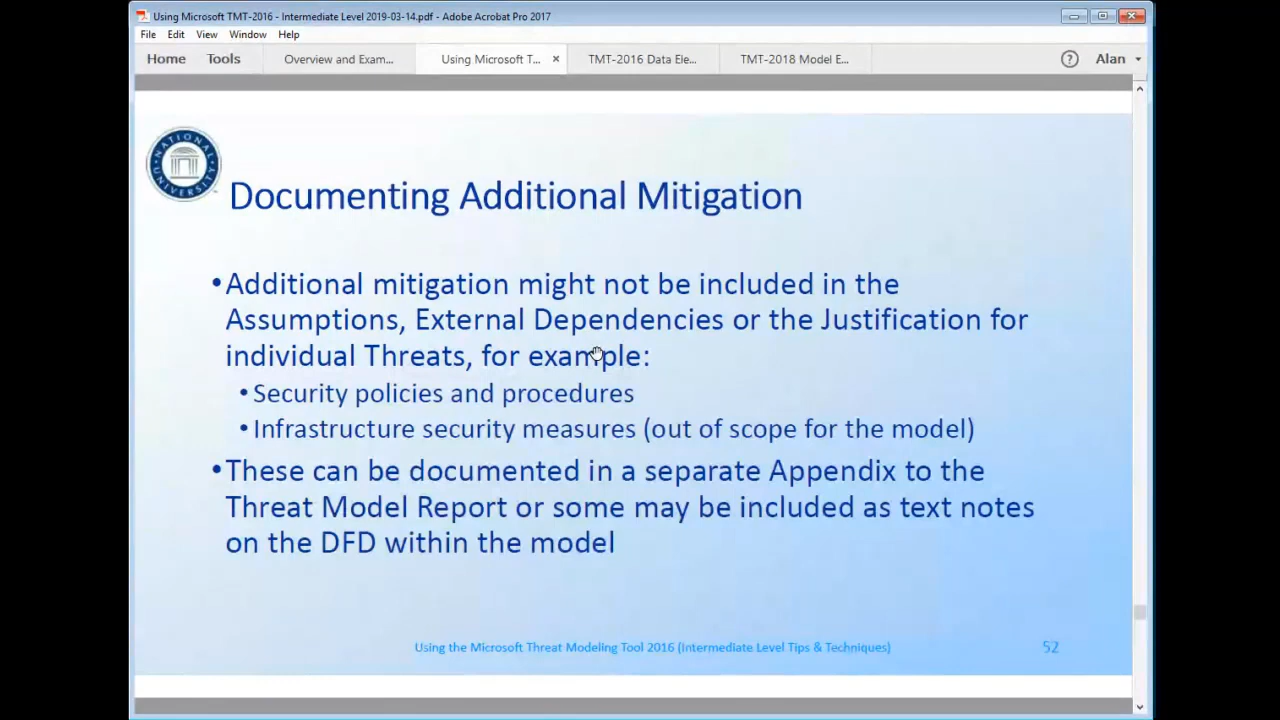 Using Microsoft TMT-2016 - Intermediate Level 2019-03-14.pdf - Adobe Acrobat Pro 2017
File Edit View Window Help
Home Tools Overview and Exam... Using Microsoft T... × TMT-2016 Data Ele... TMT-2018 Model E... ? Alan
NATIONAL UNIVERSITY
Documenting Additional Mitigation
•Additional mitigation might not be included in the
Assumptions, External Dependencies or the Justification for
individual Threats, for example:
•Security policies and procedures
•Infrastructure security measures (out of scope for the model)
•These can be documented in a separate Appendix to the
Threat Model Report or some may be included as text notes
on the DFD within the model
Using the Microsoft Threat Modeling Tool 2016 (Intermediate Level Tips & Techniques) 52